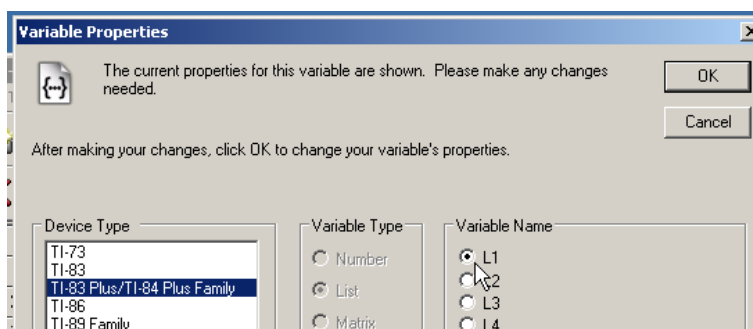 Variable Properties
The current properties for this variable are shown. Please make any changes
needed.
OK
Cancel
After making your changes, click OK to change your variable's properties.
Device Type
TI-73
TI-83
TI-83 Plus/TI-84 Plus Family
TI-86
TI-89 Family
Variable Type
Number
List
Matrix
Variable Name
L1
L2
L3
L4